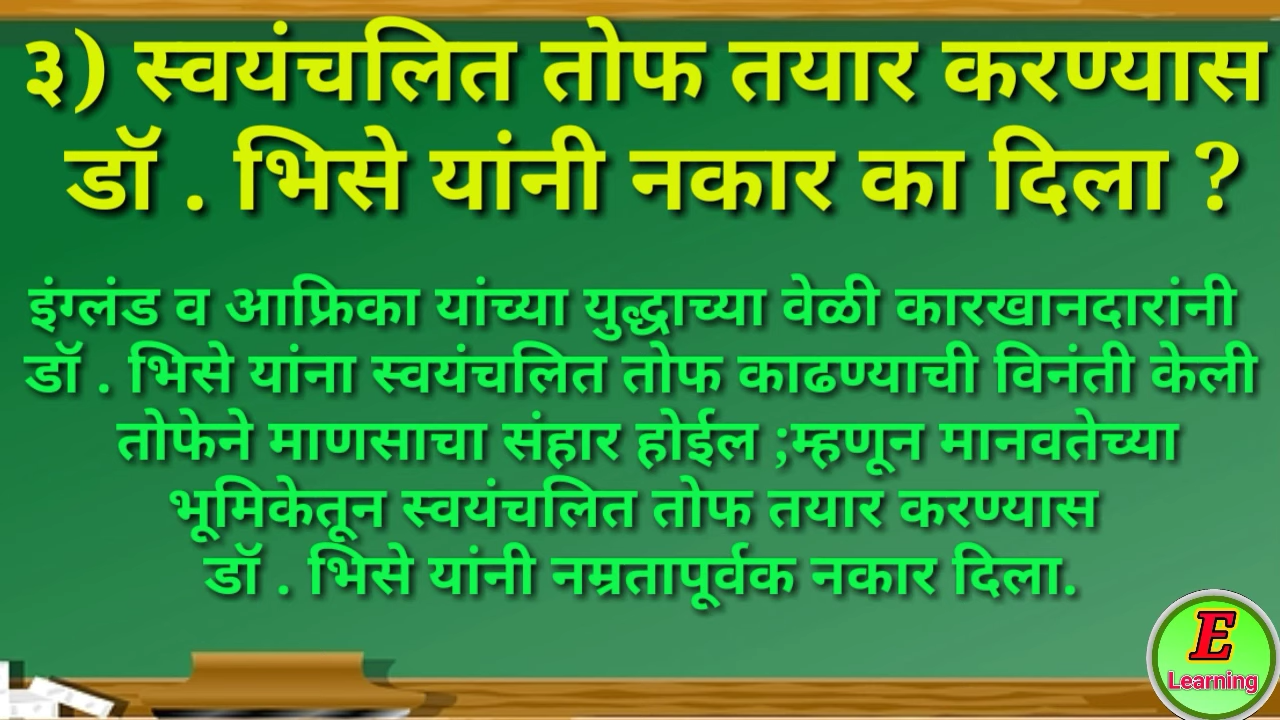 ३) स्वयंचलित तोफ तयार करण्यास
डॉ . भिसे यांनी नकार का दिला ?
इंग्लंड व आफ्रिका यांच्या युद्धाच्या वेळी कारखानदारांनी
डॉ . भिसे यांना स्वयंचलित तोफ काढण्याची विनंती केली
तोफेने माणसाचा संहार होईल ;म्हणून मानवतेच्या
भूमिकेतून स्वयंचलित तोफ तयार करण्यास
डॉ . भिसे यांनी नम्रतापूर्वक नकार दिला.
E
Learning